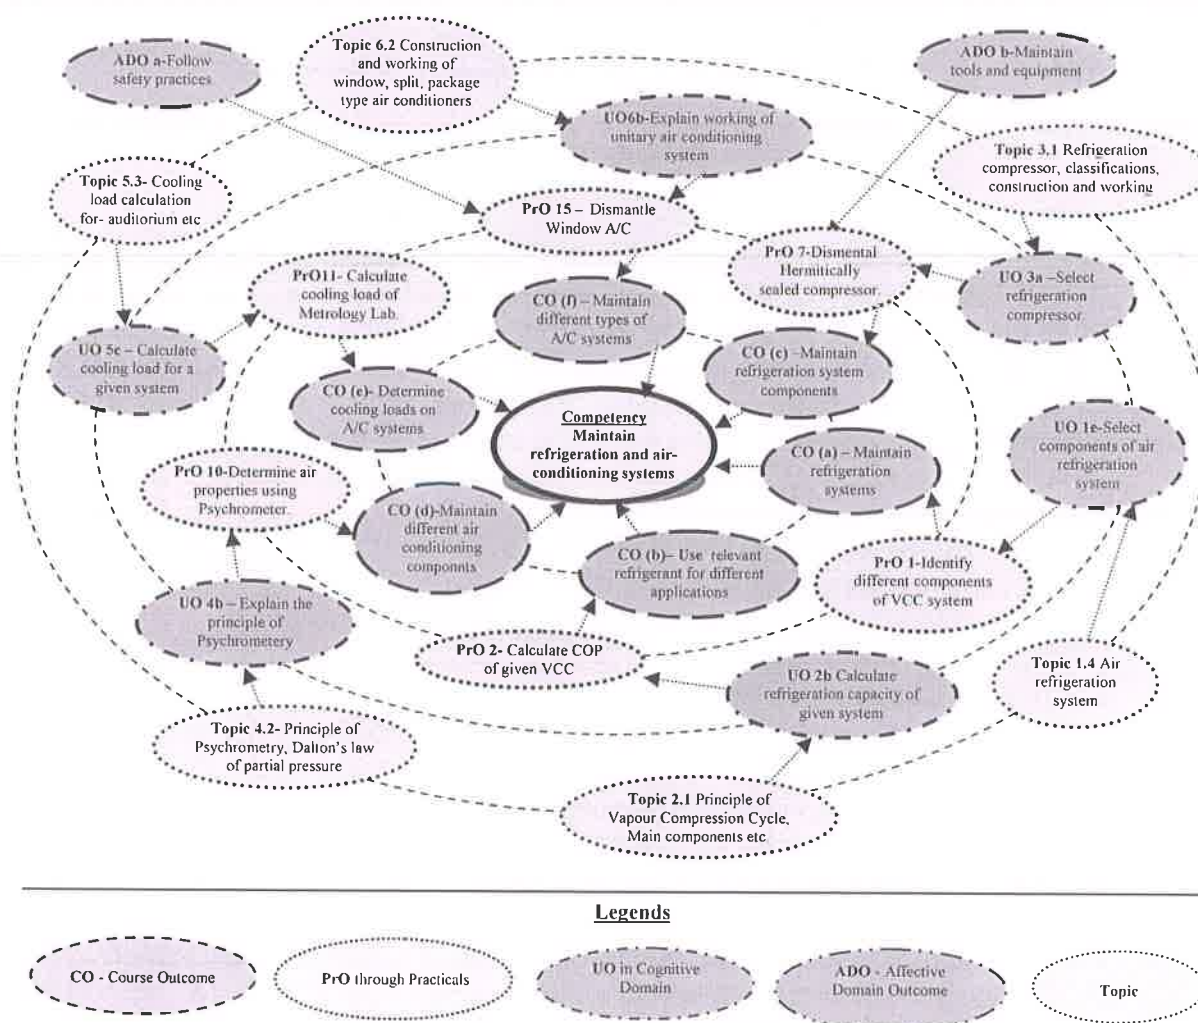 ADO a-Follow
safety practices
Topic 6.2 Construction
and working of
window, split, package
type air conditioners
ADO b-Maintain
tools and equipment
UO6b-Explain working of
unitary air conditioning
system
Topic 3.1 Refrigeration
compressor, classifications,
construction and working
Topic 5.3- Cooling
load calculation
for- auditorium etc
PrO 15 – Dismantle
Window A/C
PrO 7-Dismental
Hermitically
sealed compressor.
PrO11- Calculate
cooling load of
Metrology Lab.
CO (f) – Maintain
different types of
A/C systems
UO 3a –Select
refrigeration
compressor
UO 5c – Calculate
cooling load for a
given system
CO (c) –Maintain
refrigeration system
components
CO (e)- Determine
cooling loads on
A/C systems
Competency
Maintain
refrigeration and air-
conditioning systems
UO 1e-Select
components of air
refrigeration
system
CO (a) – Maintain
refrigeration
systems
PrO 10-Determine air
properties using
Psychrometer.
CO (d)-Maintain
different air
conditioning
componnts
CO (b)– Use relevant
refrigerant for different
applications
PrO 1-Identify
different components
of VCC system
UO 4b – Explain the
principle of
Psychrometery
PrO 2- Calculate COP
of given VCC
UO 2b Calculate
refrigeration capacity of
given system
Topic 1.4 Air
refrigeration
system
Topic 4.2- Principle of
Psychrometry, Dalton's law
of partial pressure
Topic 2.1 Principle of
Vapour Compression Cycle,
Main components etc
Legends
CO - Course Outcome
PrO through Practicals
UO in Cognitive
Domain
ADO - Affective
Domain Outcome
Topic